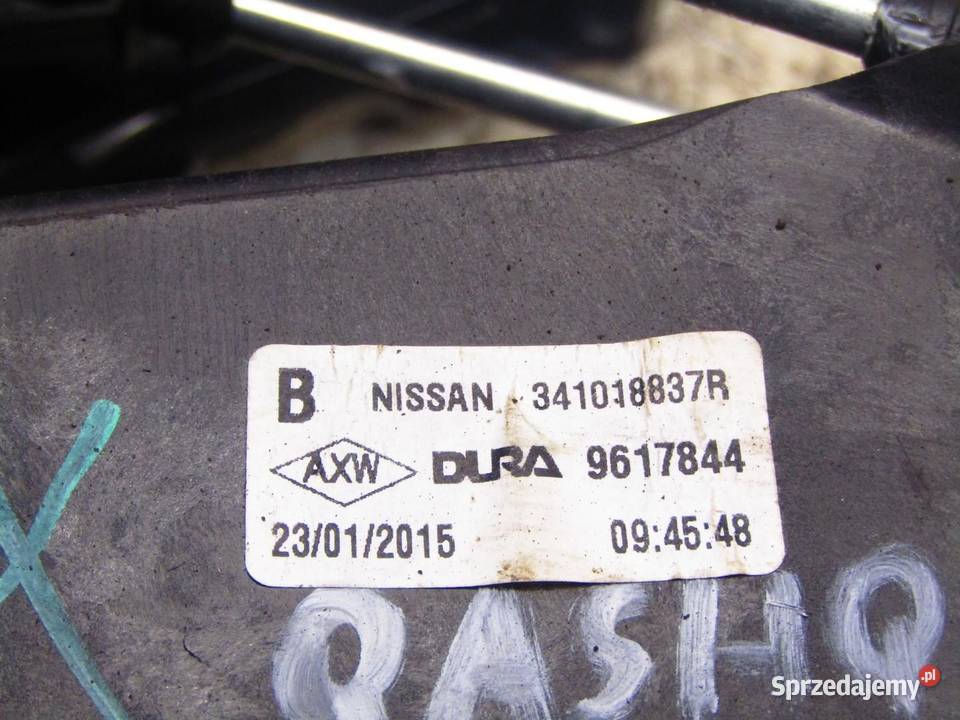 B NISSAN 341018837R
AXW DURA 9617844
23/01/2015 09:45:48
QASHQ
Sprzedajemy.pl